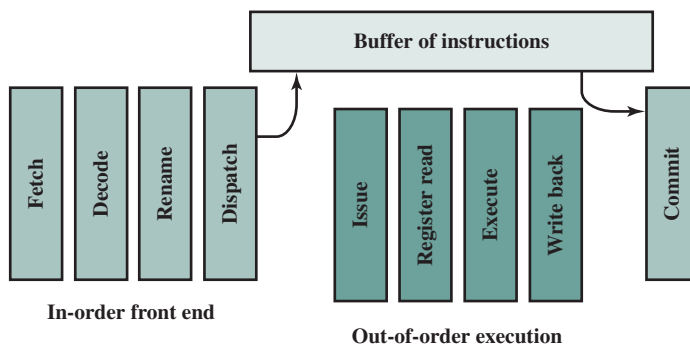 Buffer of instructions
Fetch
Decode
Rename
Dispatch
Issue
Register read
Execute
Write back
Commit
In-order front end
Out-of-order execution